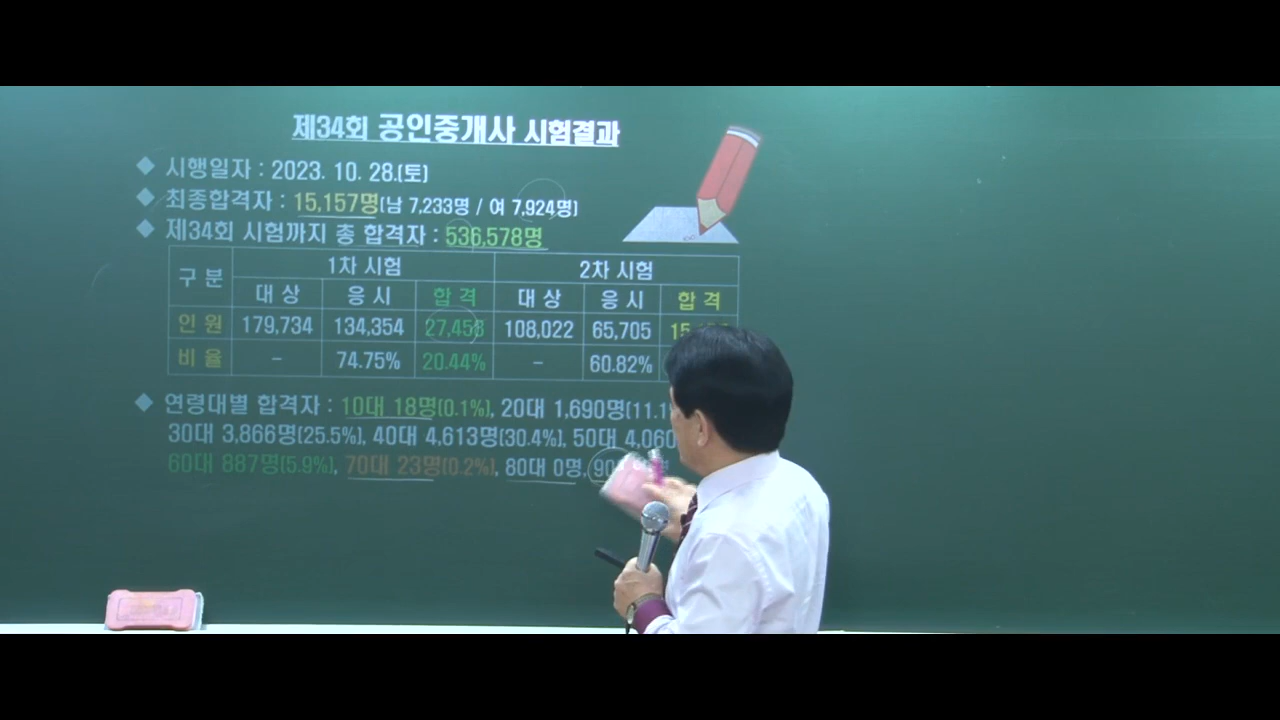 제34회 공인중개사 시험결과
◆ 시행일자 : 2023. 10. 28.(토)
◆ 최종합격자 : 15,157명(남 7,233명 / 여 7,924명)
◆ 제34회 시험까지 총 합격자 : 536,578명
구 분 1차 시험 2차 시험
대 상 응 시 합 격 대 상 응 시 합 격
인 원 179,734 134,354 27,458 108,022 65,705
비 율 - 74.75% 20.44% - 60.82%
◆ 연령대별 합격자 : 10대 18명(0.1%), 20대 1,690명(11.1
30대 3,866명(25.5%), 40대 4,613명(30.4%), 50대 4,060
60대 887명(5.9%), 70대 23명(0.2%), 80대 0명,